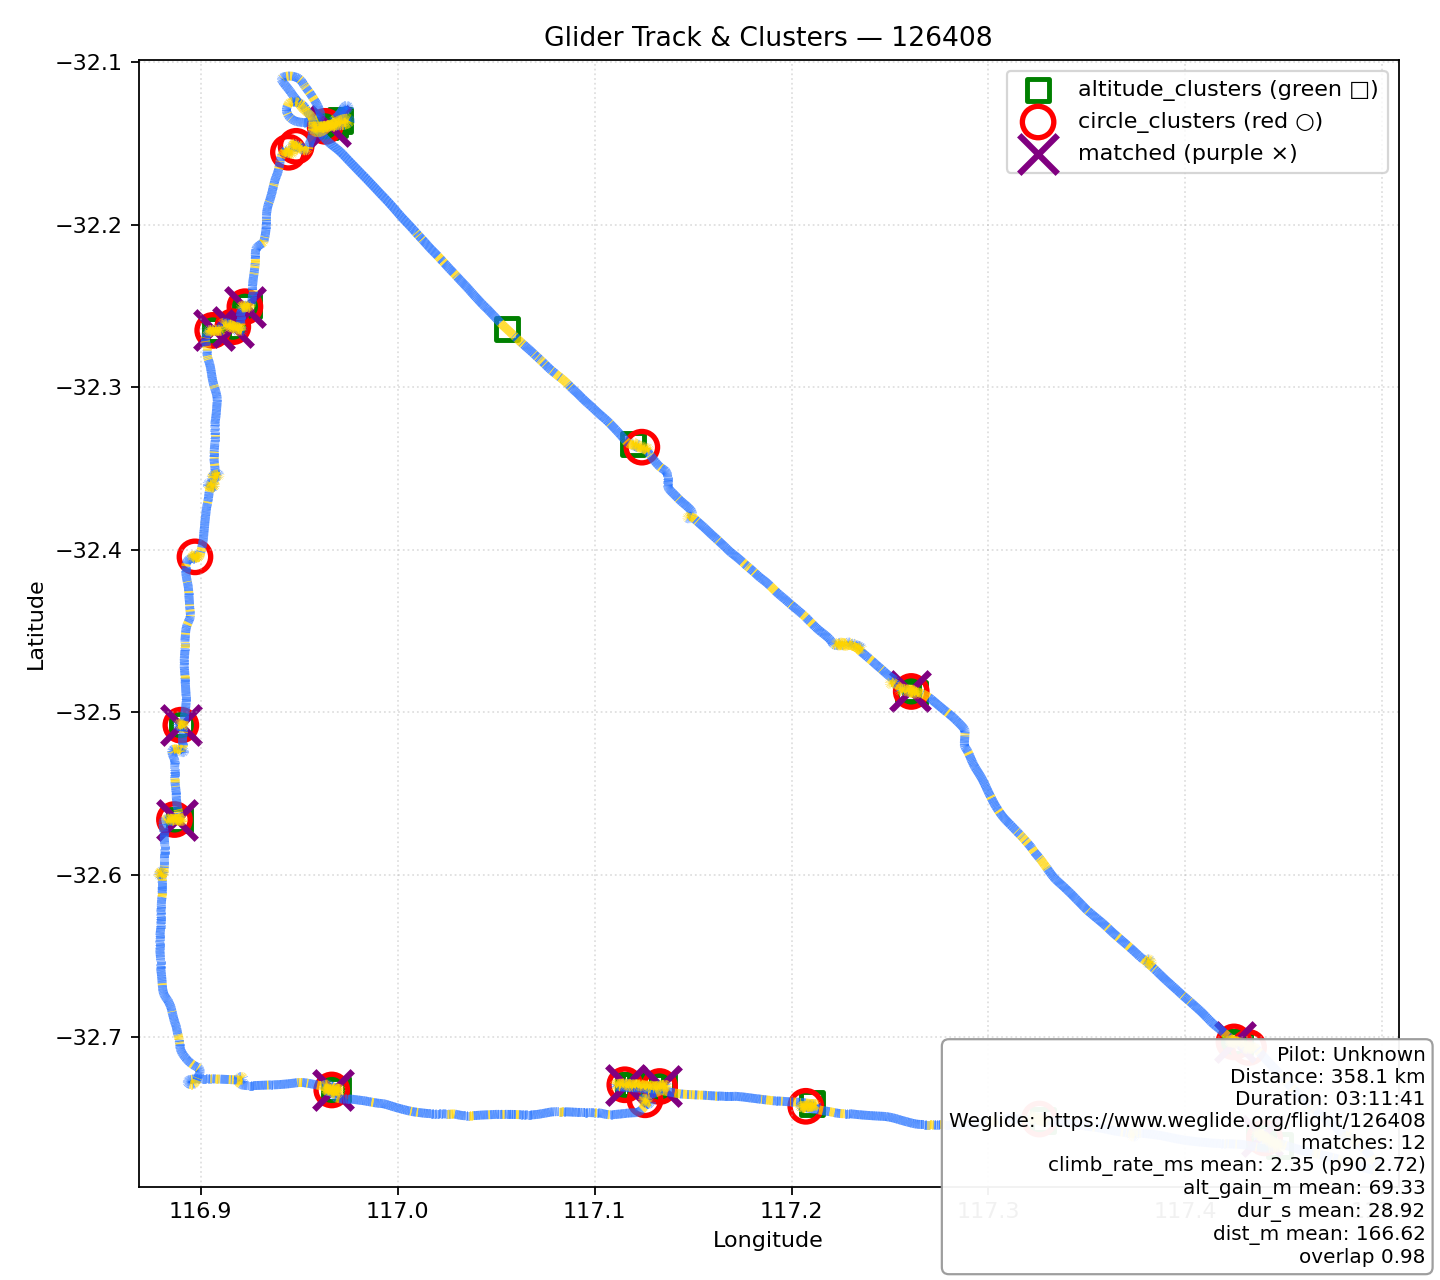 Glider Track & Clusters — 126408
altitude_clusters (green □)
circle_clusters (red ○)
matched (purple ×)
Latitude
−32.1
−32.2
−32.3
−32.4
−32.5
−32.6
−32.7
116.9
117.0
117.1
117.2
117.3
117.4
Longitude
Pilot: Unknown
Distance: 358.1 km
Duration: 03:11:41
Weglide: https://www.weglide.org/flight/126408
matches: 12
climb_rate_ms mean: 2.35 (p90 2.72)
alt_gain_m mean: 69.33
dur_s mean: 28.92
dist_m mean: 166.62
overlap 0.98